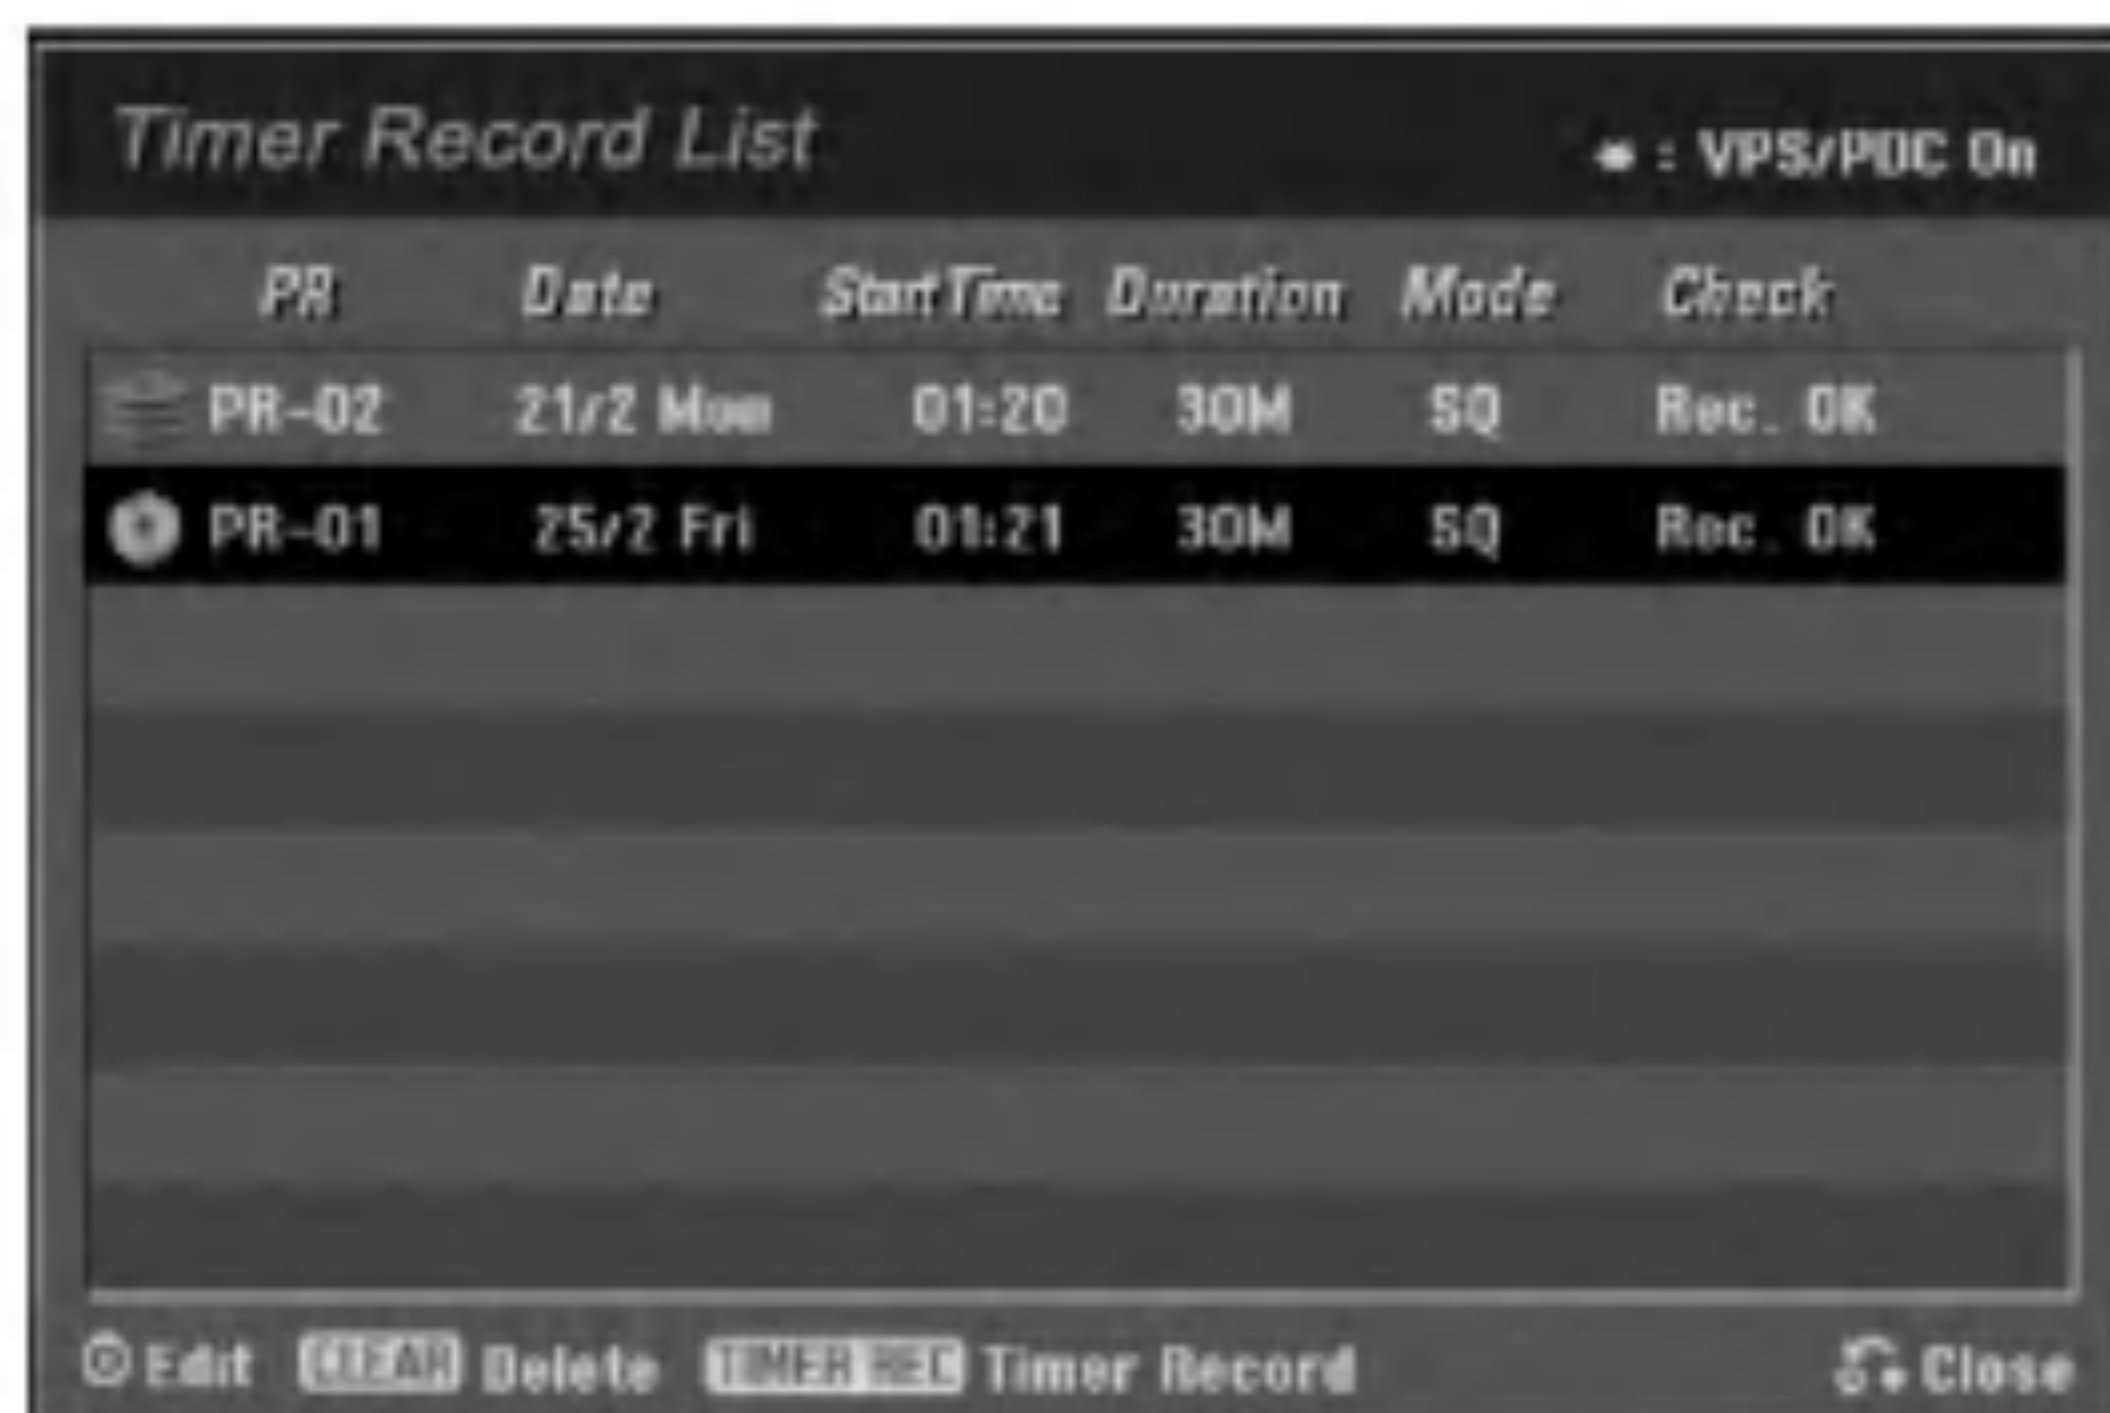 Timer Record List
: VPS/PDC On
PR Date Start Time Duration Mode Check
PR-02 21/2 Mon 01:20 30M SQ Rec. OK
PR-01 25/2 Fri 01:21 30M SQ Rec. OK
Edit CLEAR Delete TIMER REC Timer Record Close